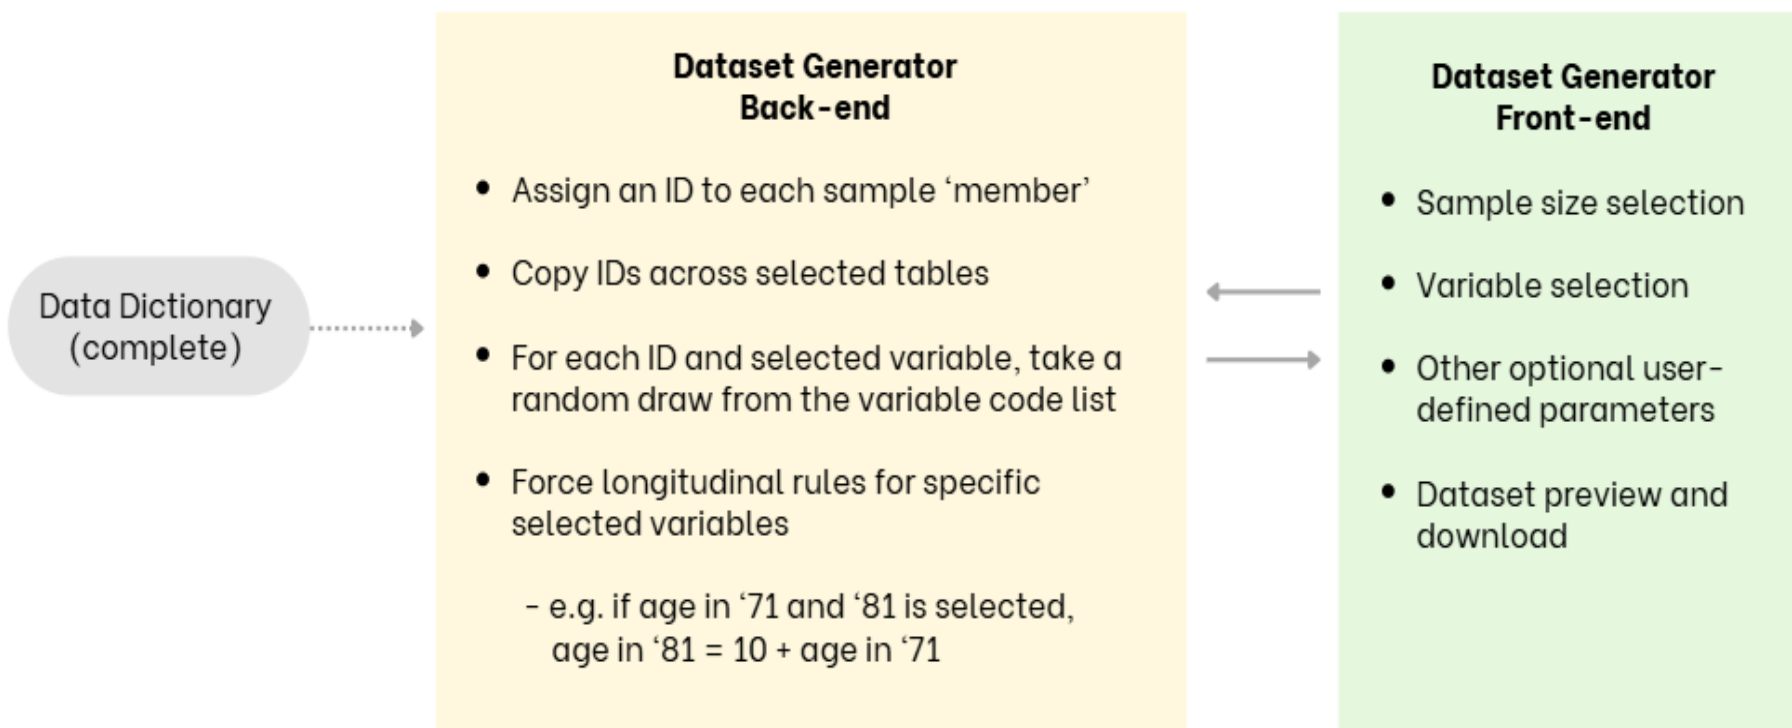 Data Dictionary
(complete)
Dataset Generator
Back-end
• Assign an ID to each sample ‘member’
• Copy IDs across selected tables
• For each ID and selected variable, take a
random draw from the variable code list
• Force longitudinal rules for specific
selected variables
- e.g. if age in ‘71 and ‘81 is selected,
age in ‘81 = 10 + age in ‘71
Dataset Generator
Front-end
• Sample size selection
• Variable selection
• Other optional user-
defined parameters
• Dataset preview and
download